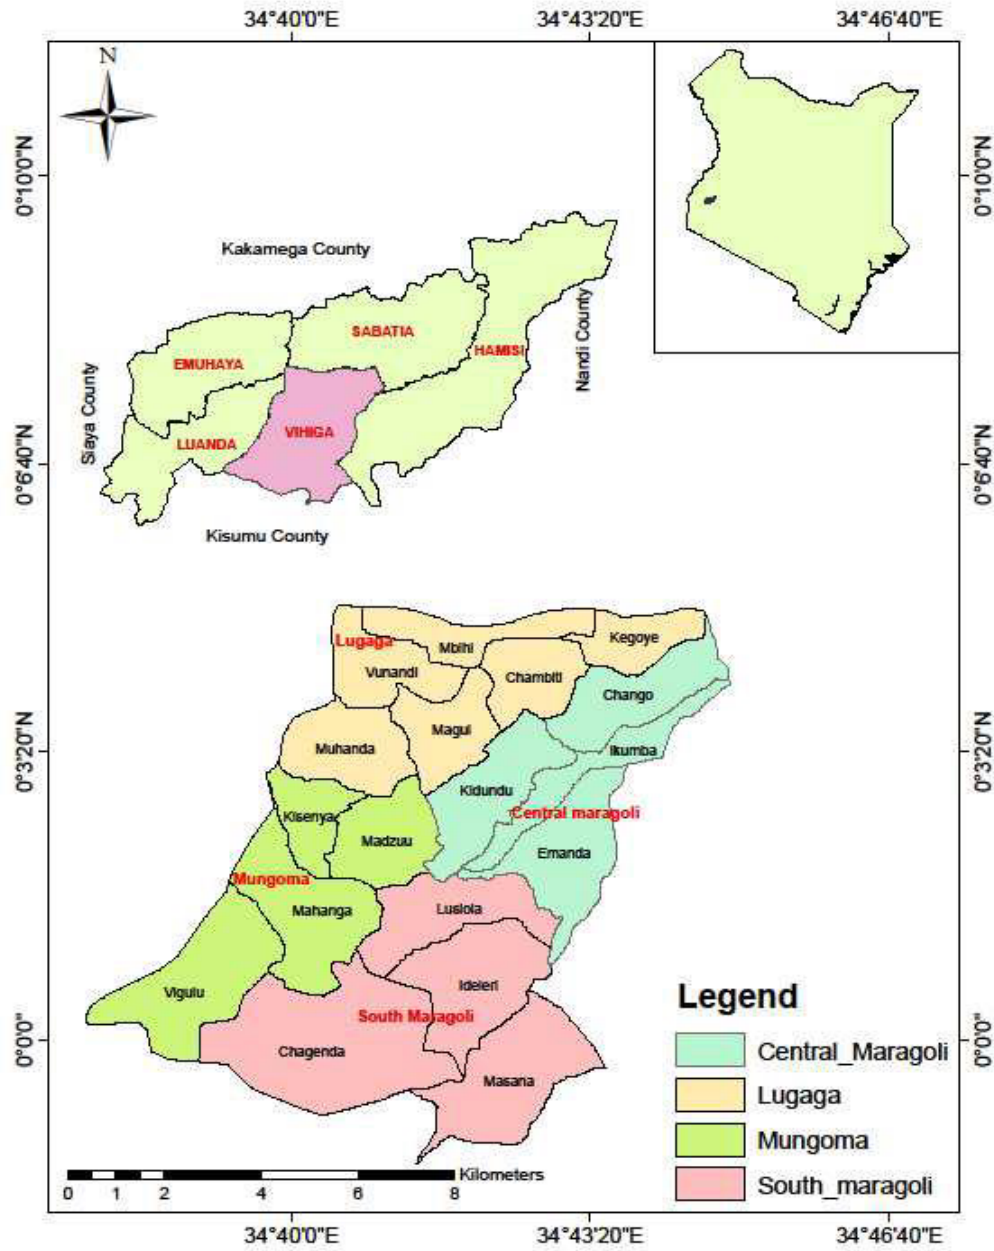 34°40'0"E 34°43'20"E 34°46'40"E
N
0°10'0"N 0°10'0"N
Kakamega County
SABATIA
HAMISI
EMUHAYA
Nandi County
Siaya County
VIHIGA
LUANDA
0°6'40"N 0°6'40"N
Kisumu County
Lugaga
Mbihi
Kegoye
Vunandi
Chambiti
Chango
Magui
Muhanda
Ikumba
0°3'20"N 0°3'20"N
Kidundu
Kisenya
Central maragoli
Madzuu
Emanda
Mungoma
Mahanga
Lusiola
Vigulu
Ideleri
South Maragoli
Chagenda
Masana
0°0'0" 0°0'0"
Legend
Central_Maragoli
Lugaga
Mungoma
South_maragoli
Kilometers
0 1 2 4 6 8
34°40'0"E 34°43'20"E 34°46'40"E